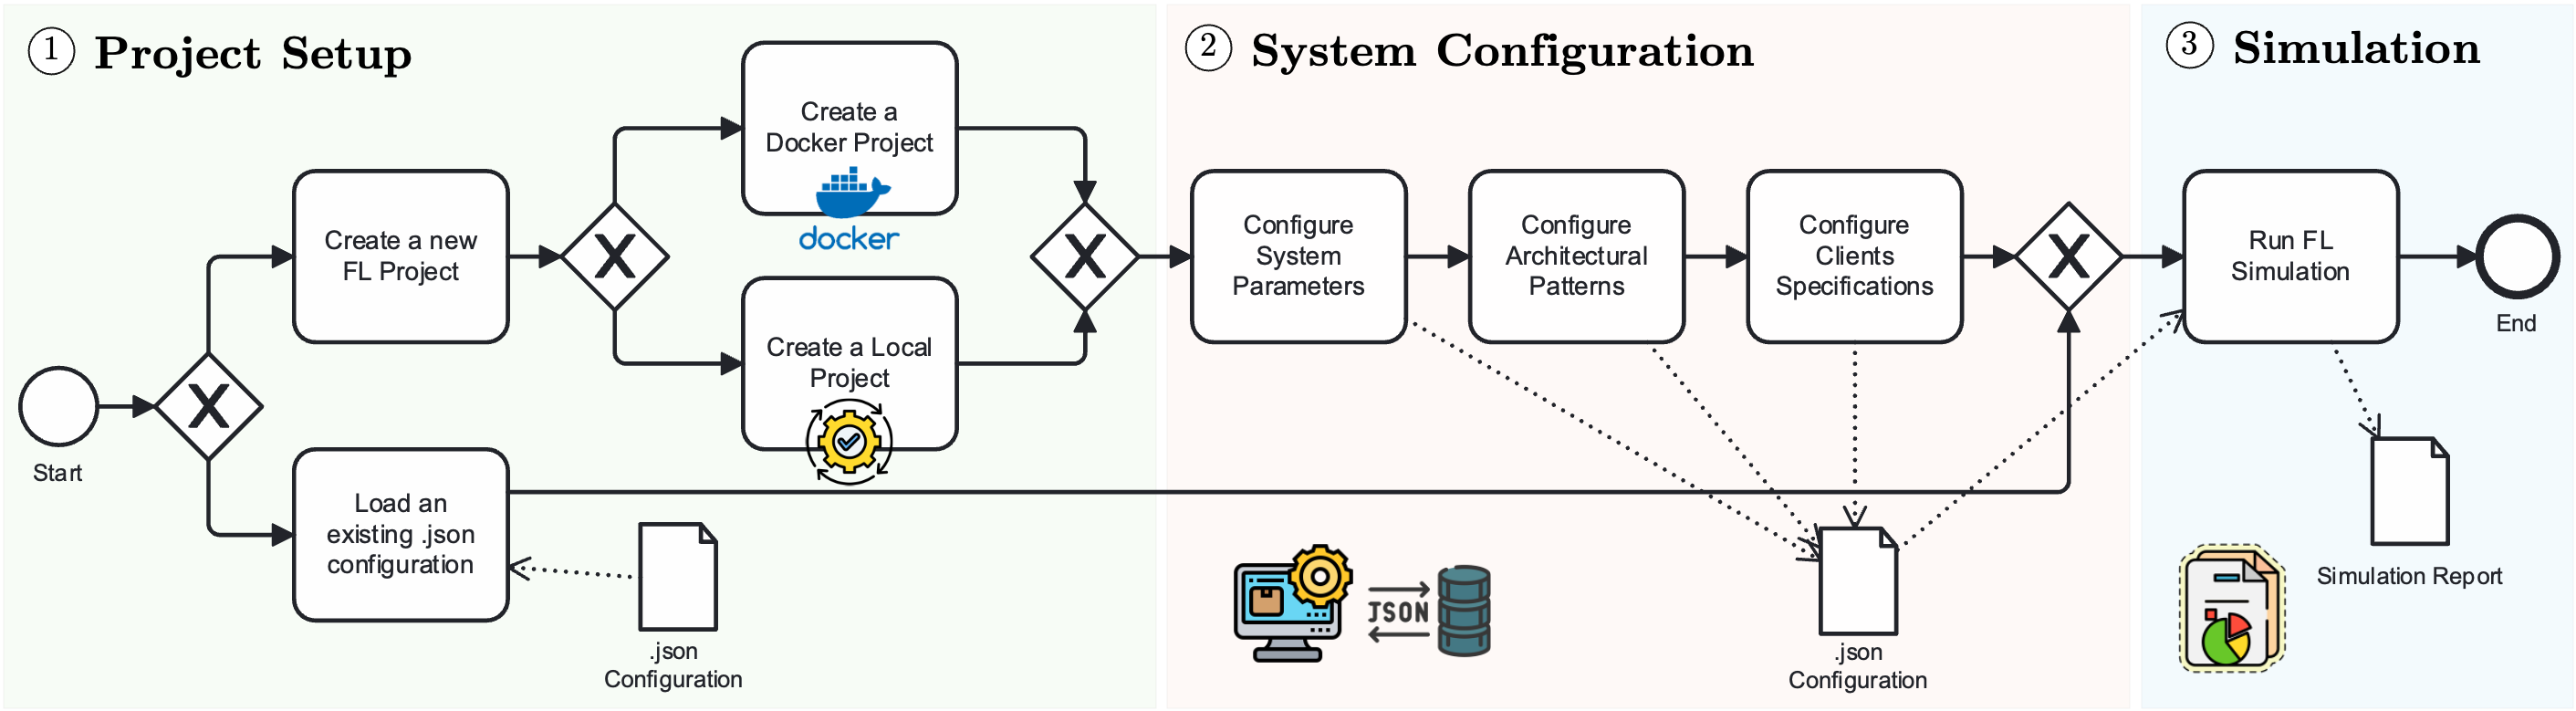 1 Project Setup
Start
X
Create a new
FL Project
Load an
existing .json
configuration
.json
Configuration
X
Create a
Docker Project
docker
Create a Local
Project
X
2 System Configuration
Configure
System
Parameters
Configure
Architectural
Patterns
Configure
Clients
Specifications
X
JSON
.json
Configuration
3 Simulation
Run FL
Simulation
End
Simulation Report